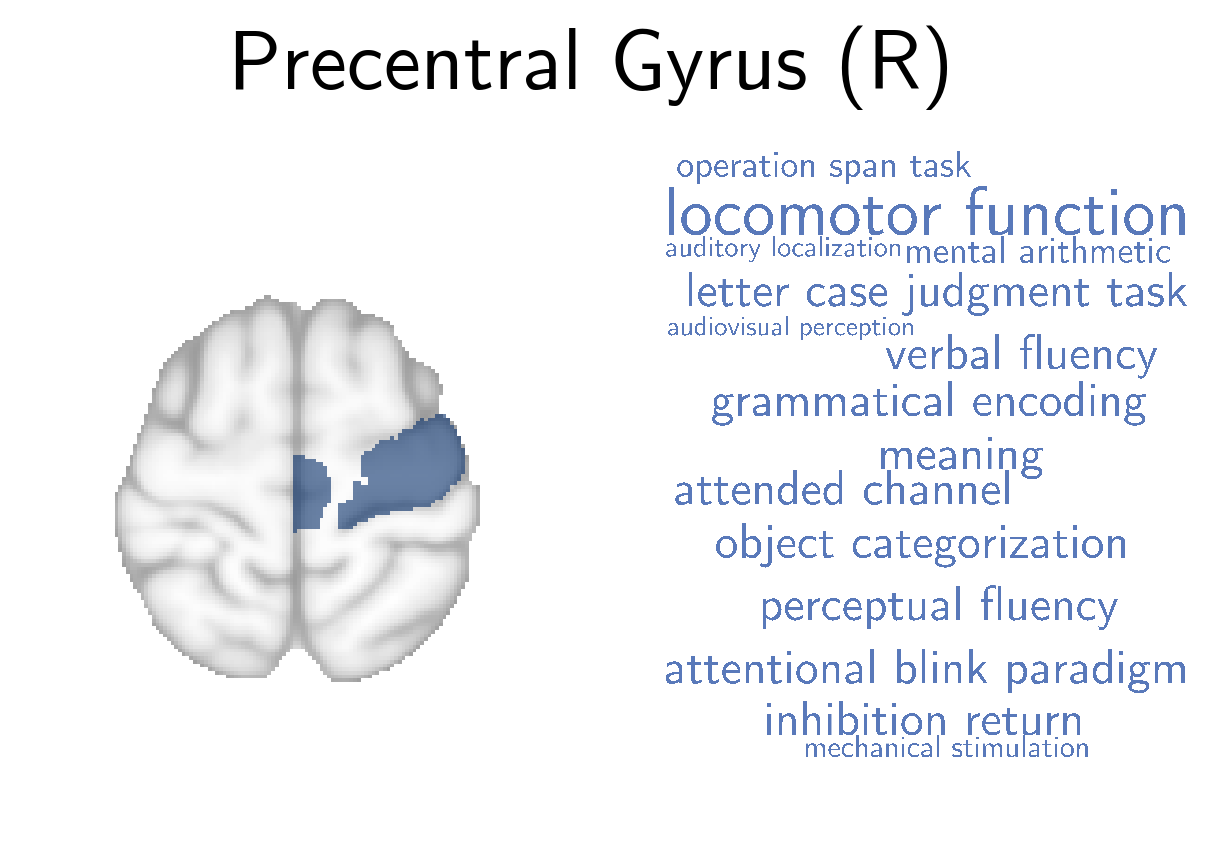 Precentral Gyrus (R)
operation span task
locomotor function
auditory localization mental arithmetic
letter case judgment task
audiovisual perception
verbal fluency
grammatical encoding
meaning
attended channel
object categorization
perceptual fluency
attentional blink paradigm
inhibition return
mechanical stimulation